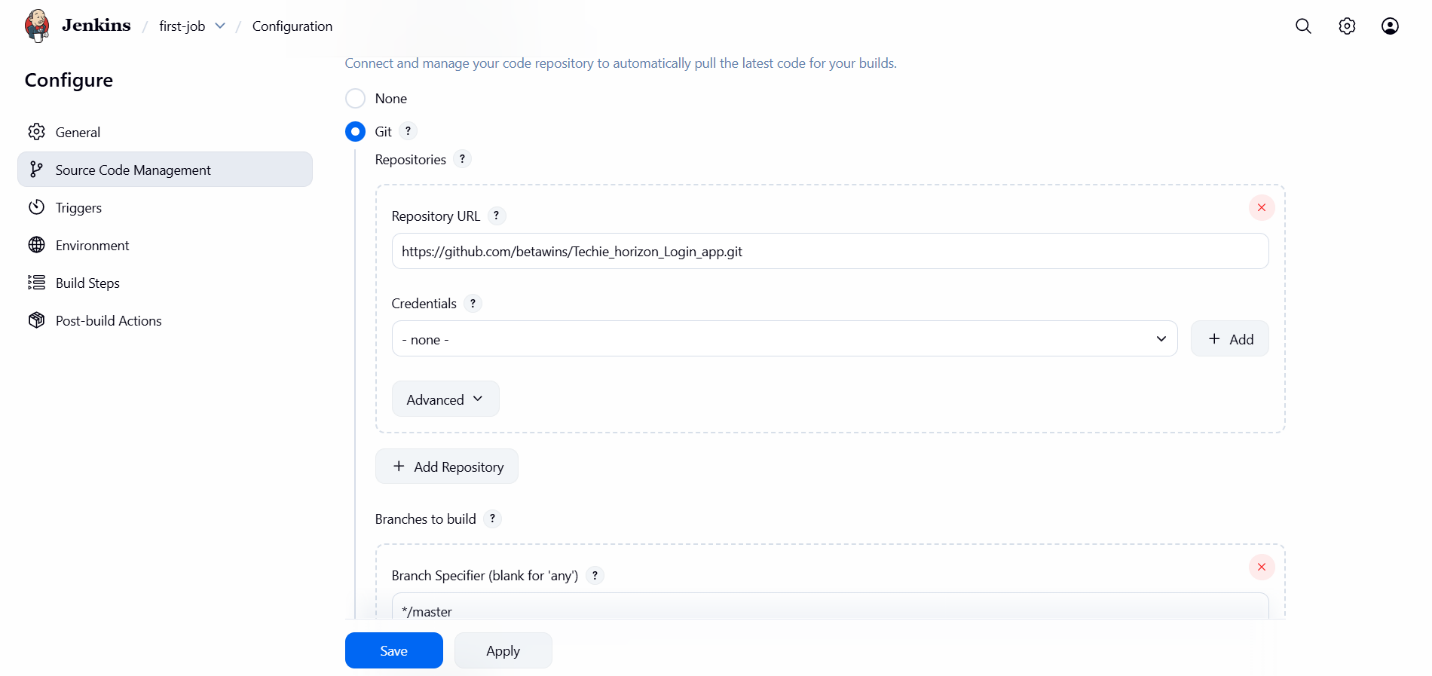 Jenkins / first-job / Configuration
Configure
General
Source Code Management
Triggers
Environment
Build Steps
Post-build Actions
Connect and manage your code repository to automatically pull the latest code for your builds.
None
Git ?
Repositories ?
Repository URL ?
https://github.com/betawins/Techie_horizon_Login_app.git
Credentials ?
- none -
+ Add
Advanced
+ Add Repository
Branches to build ?
Branch Specifier (blank for 'any') ?
*/master
Save
Apply